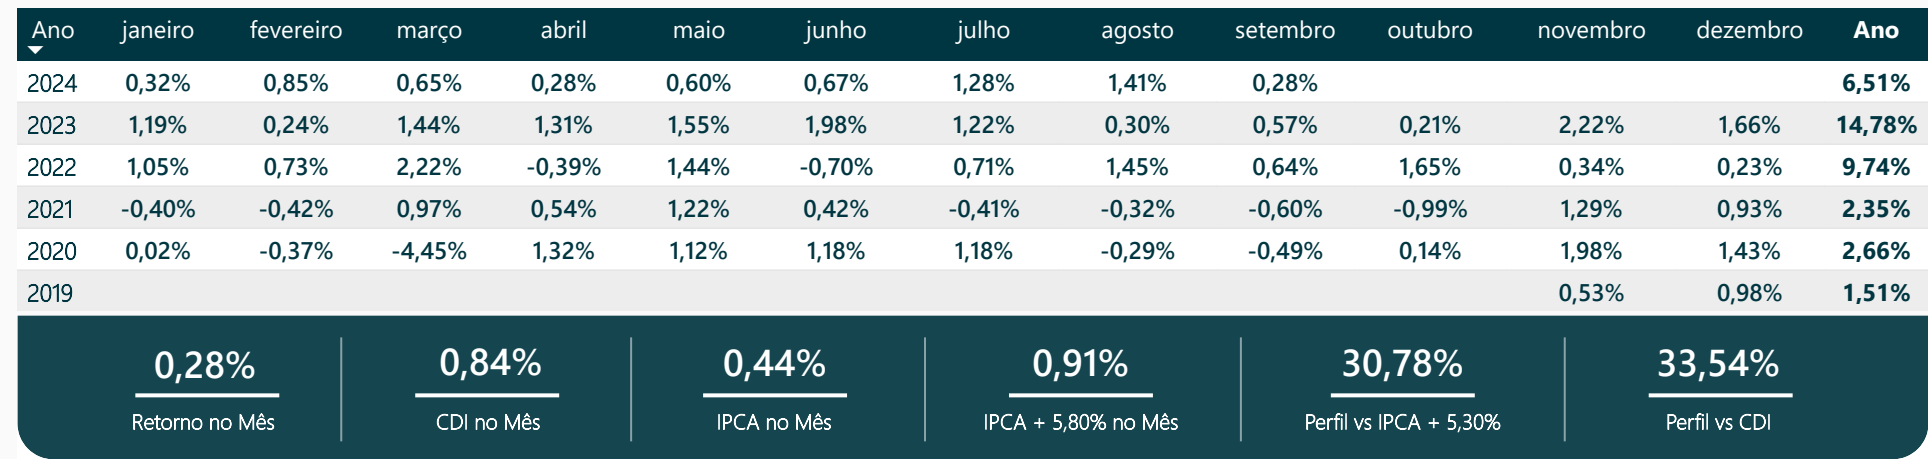 Ano janeiro fevereiro março abril maio junho julho agosto setembro outubro novembro dezembro Ano
2024 0,32% 0,85% 0,65% 0,28% 0,60% 0,67% 1,28% 1,41% 0,28% 6,51%
2023 1,19% 0,24% 1,44% 1,31% 1,55% 1,98% 1,22% 0,30% 0,57% 0,21% 2,22% 1,66% 14,78%
2022 1,05% 0,73% 2,22% -0,39% 1,44% -0,70% 0,71% 1,45% 0,64% 1,65% 0,34% 0,23% 9,74%
2021 -0,40% -0,42% 0,97% 0,54% 1,22% 0,42% -0,41% -0,32% -0,60% -0,99% 1,29% 0,93% 2,35%
2020 0,02% -0,37% -4,45% 1,32% 1,12% 1,18% 1,18% -0,29% -0,49% 0,14% 1,98% 1,43% 2,66%
2019 0,53% 0,98% 1,51%
0,28% 0,84% 0,44% 0,91% 30,78% 33,54%
Retorno no Mês CDI no Mês IPCA no Mês IPCA + 5,80% no Mês Perfil vs IPCA + 5,30% Perfil vs CDI